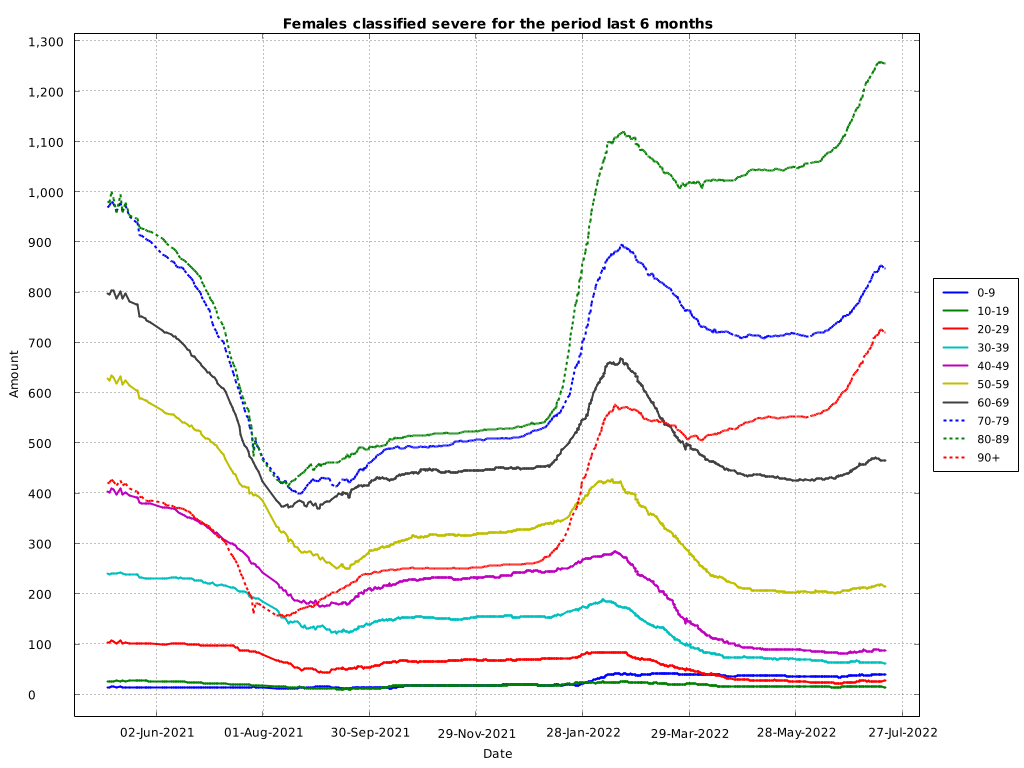 Females classified severe for the period last 6 months
1,300
1,200
1,100
1,000
900
800
700
600
500
400
300
200
100
0
Amount
02-Jun-2021
01-Aug-2021
30-Sep-2021
29-Nov-2021
28-Jan-2022
29-Mar-2022
28-May-2022
27-Jul-2022
Date
0-9
10-19
20-29
30-39
40-49
50-59
60-69
70-79
80-89
90+